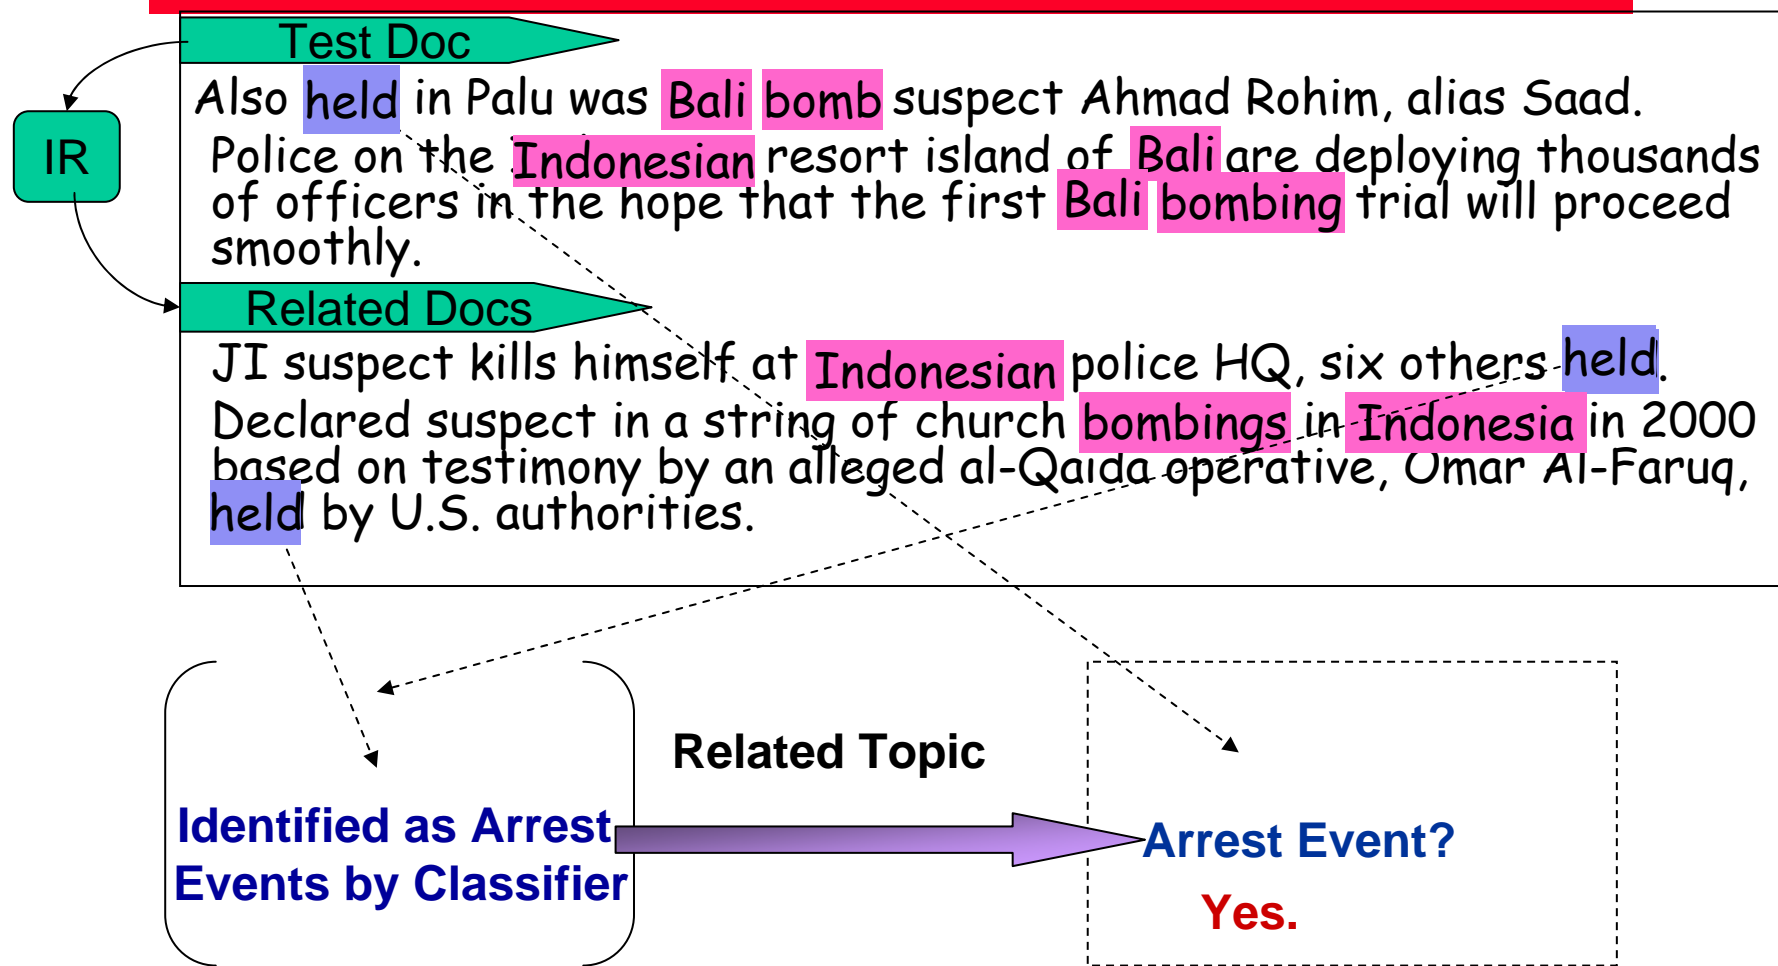 Test Doc
Also held in Palu was Bali bomb suspect Ahmad Rohim, alias Saad.
IR
Police on the Indonesian resort island of Bali are deploying thousands
of officers in the hope that the first Bali bombing trial will proceed
smoothly.
Related Docs
JI suspect kills himself at Indonesian police HQ, six others held.
Declared suspect in a string of church bombings in Indonesia in 2000
based on testimony by an alleged al-Qaida operative, Omar Al-Faruq,
held by U.S. authorities.
Related Topic
Identified as Arrest
Events by Classifier
Arrest Event?
Yes.